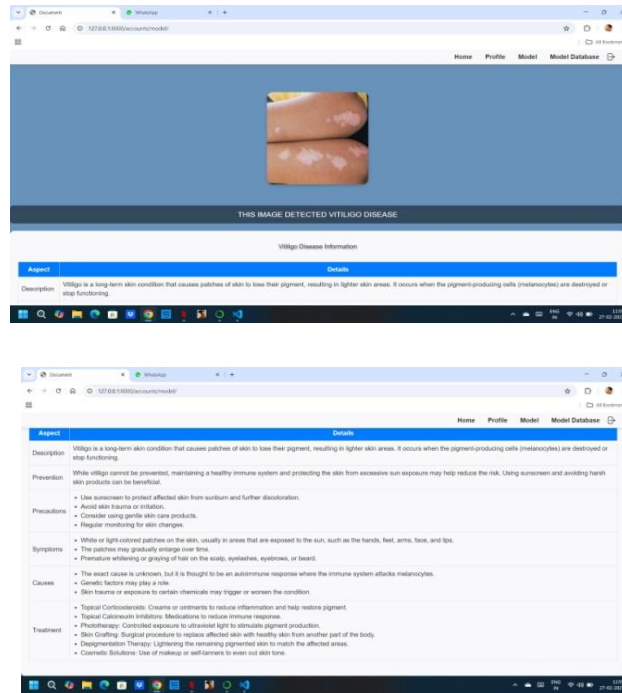 Document
WhatsApp
127.0.0.1:8000/accounts/model/
All Bookmar
Home Profile Model Model Database
THIS IMAGE DETECTED VITILIGO DISEASE
Vitiligo Disease Information
Aspect Details
Description Vitiligo is a long-term skin condition that causes patches of skin to lose their pigment, resulting in lighter skin areas. It occurs when the pigment-producing cells (melanocytes) are destroyed or
stop functioning.
ENG
IN
27-02-202
Document
WhatsApp
127.0.0.1:8000/accounts/model/
All Bookmar
Home Profile Model Model Database
Aspect Details
Description Vitiligo is a long-term skin condition that causes patches of skin to lose their pigment, resulting in lighter skin areas. It occurs when the pigment-producing cells (melanocytes) are destroyed or
stop functioning.
Prevention While vitiligo cannot be prevented, maintaining a healthy immune system and protecting the skin from excessive sun exposure may help reduce the risk. Using sunscreen and avoiding harsh
skin products can be beneficial.
Precautions
• Use sunscreen to protect affected skin from sunburn and further discoloration.
• Avoid skin trauma or irritation.
• Consider using gentle skin care products.
• Regular monitoring for skin changes.
Symptoms
• White or light-colored patches on the skin, usually in areas that are exposed to the sun, such as the hands, feet, arms, face, and lips.
• The patches may gradually enlarge over time.
• Premature whitening or graying of hair on the scalp, eyelashes, eyebrows, or beard.
Causes
• The exact cause is unknown, but it is thought to be an autoimmune response where the immune system attacks melanocytes.
• Genetic factors may play a role.
• Skin trauma or exposure to certain chemicals may trigger or worsen the condition.
Treatment
• Topical Corticosteroids: Creams or ointments to reduce inflammation and help restore pigment.
• Topical Calcineurin Inhibitors: Medications to reduce immune response.
• Phototherapy: Controlled exposure to ultraviolet light to stimulate pigment production.
• Skin Grafting: Surgical procedure to replace affected skin with healthy skin from another part of the body.
• Depigmentation Therapy: Lightening the remaining pigmented skin to match the affected areas.
• Cosmetic Solutions: Use of makeup or self-tanners to even out skin tone.
ENG
IN
27-02-202